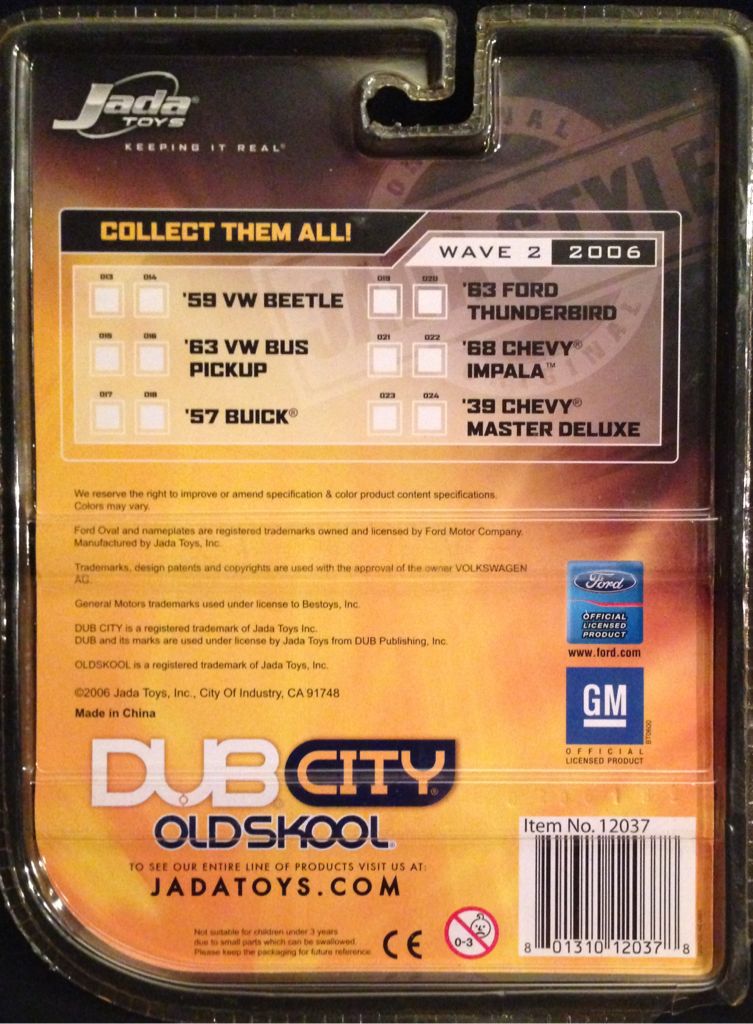 Jada
TOYS
KEEPING IT REAL®
ORIGINAL
STYLE
COLLECT THEM ALL!
WAVE 2 2006
013 014
'59 VW BEETLE
015 016
'63 VW BUS
PICKUP
017 018
'57 BUICK®
019 020
'63 FORD
THUNDERBIRD
021 022
'68 CHEVY®
IMPALA™
023 024
'39 CHEVY®
MASTER DELUXE
We reserve the right to improve or amend specification & color product content specifications.
Colors may vary.
Ford Oval and nameplates are registered trademarks owned and licensed by Ford Motor Company.
Manufactured by Jada Toys, Inc.
Trademarks, design patents and copyrights are used with the approval of the owner VOLKSWAGEN
AG.
General Motors trademarks used under license to Bestoys, Inc.
DUB CITY is a registered trademark of Jada Toys Inc.
DUB and its marks are used under license by Jada Toys from DUB Publishing, Inc.
OLDSKOOL is a registered trademark of Jada Toys, Inc.
©2006 Jada Toys, Inc., City Of Industry, CA 91748
Made in China
Ford
OFFICIAL
LICENSED
PRODUCT
www.ford.com
GM
OFFICIAL
LICENSED PRODUCT
BT0600
DUB CITY®
OLDSKOOL®
TO SEE OUR ENTIRE LINE OF PRODUCTS VISIT US AT:
JADATOYS.COM
Not suitable for children under 3 years
due to small parts which can be swallowed.
Please keep the packaging for future reference.
CE
0-3
Item No. 12037
8 01310 12037 8